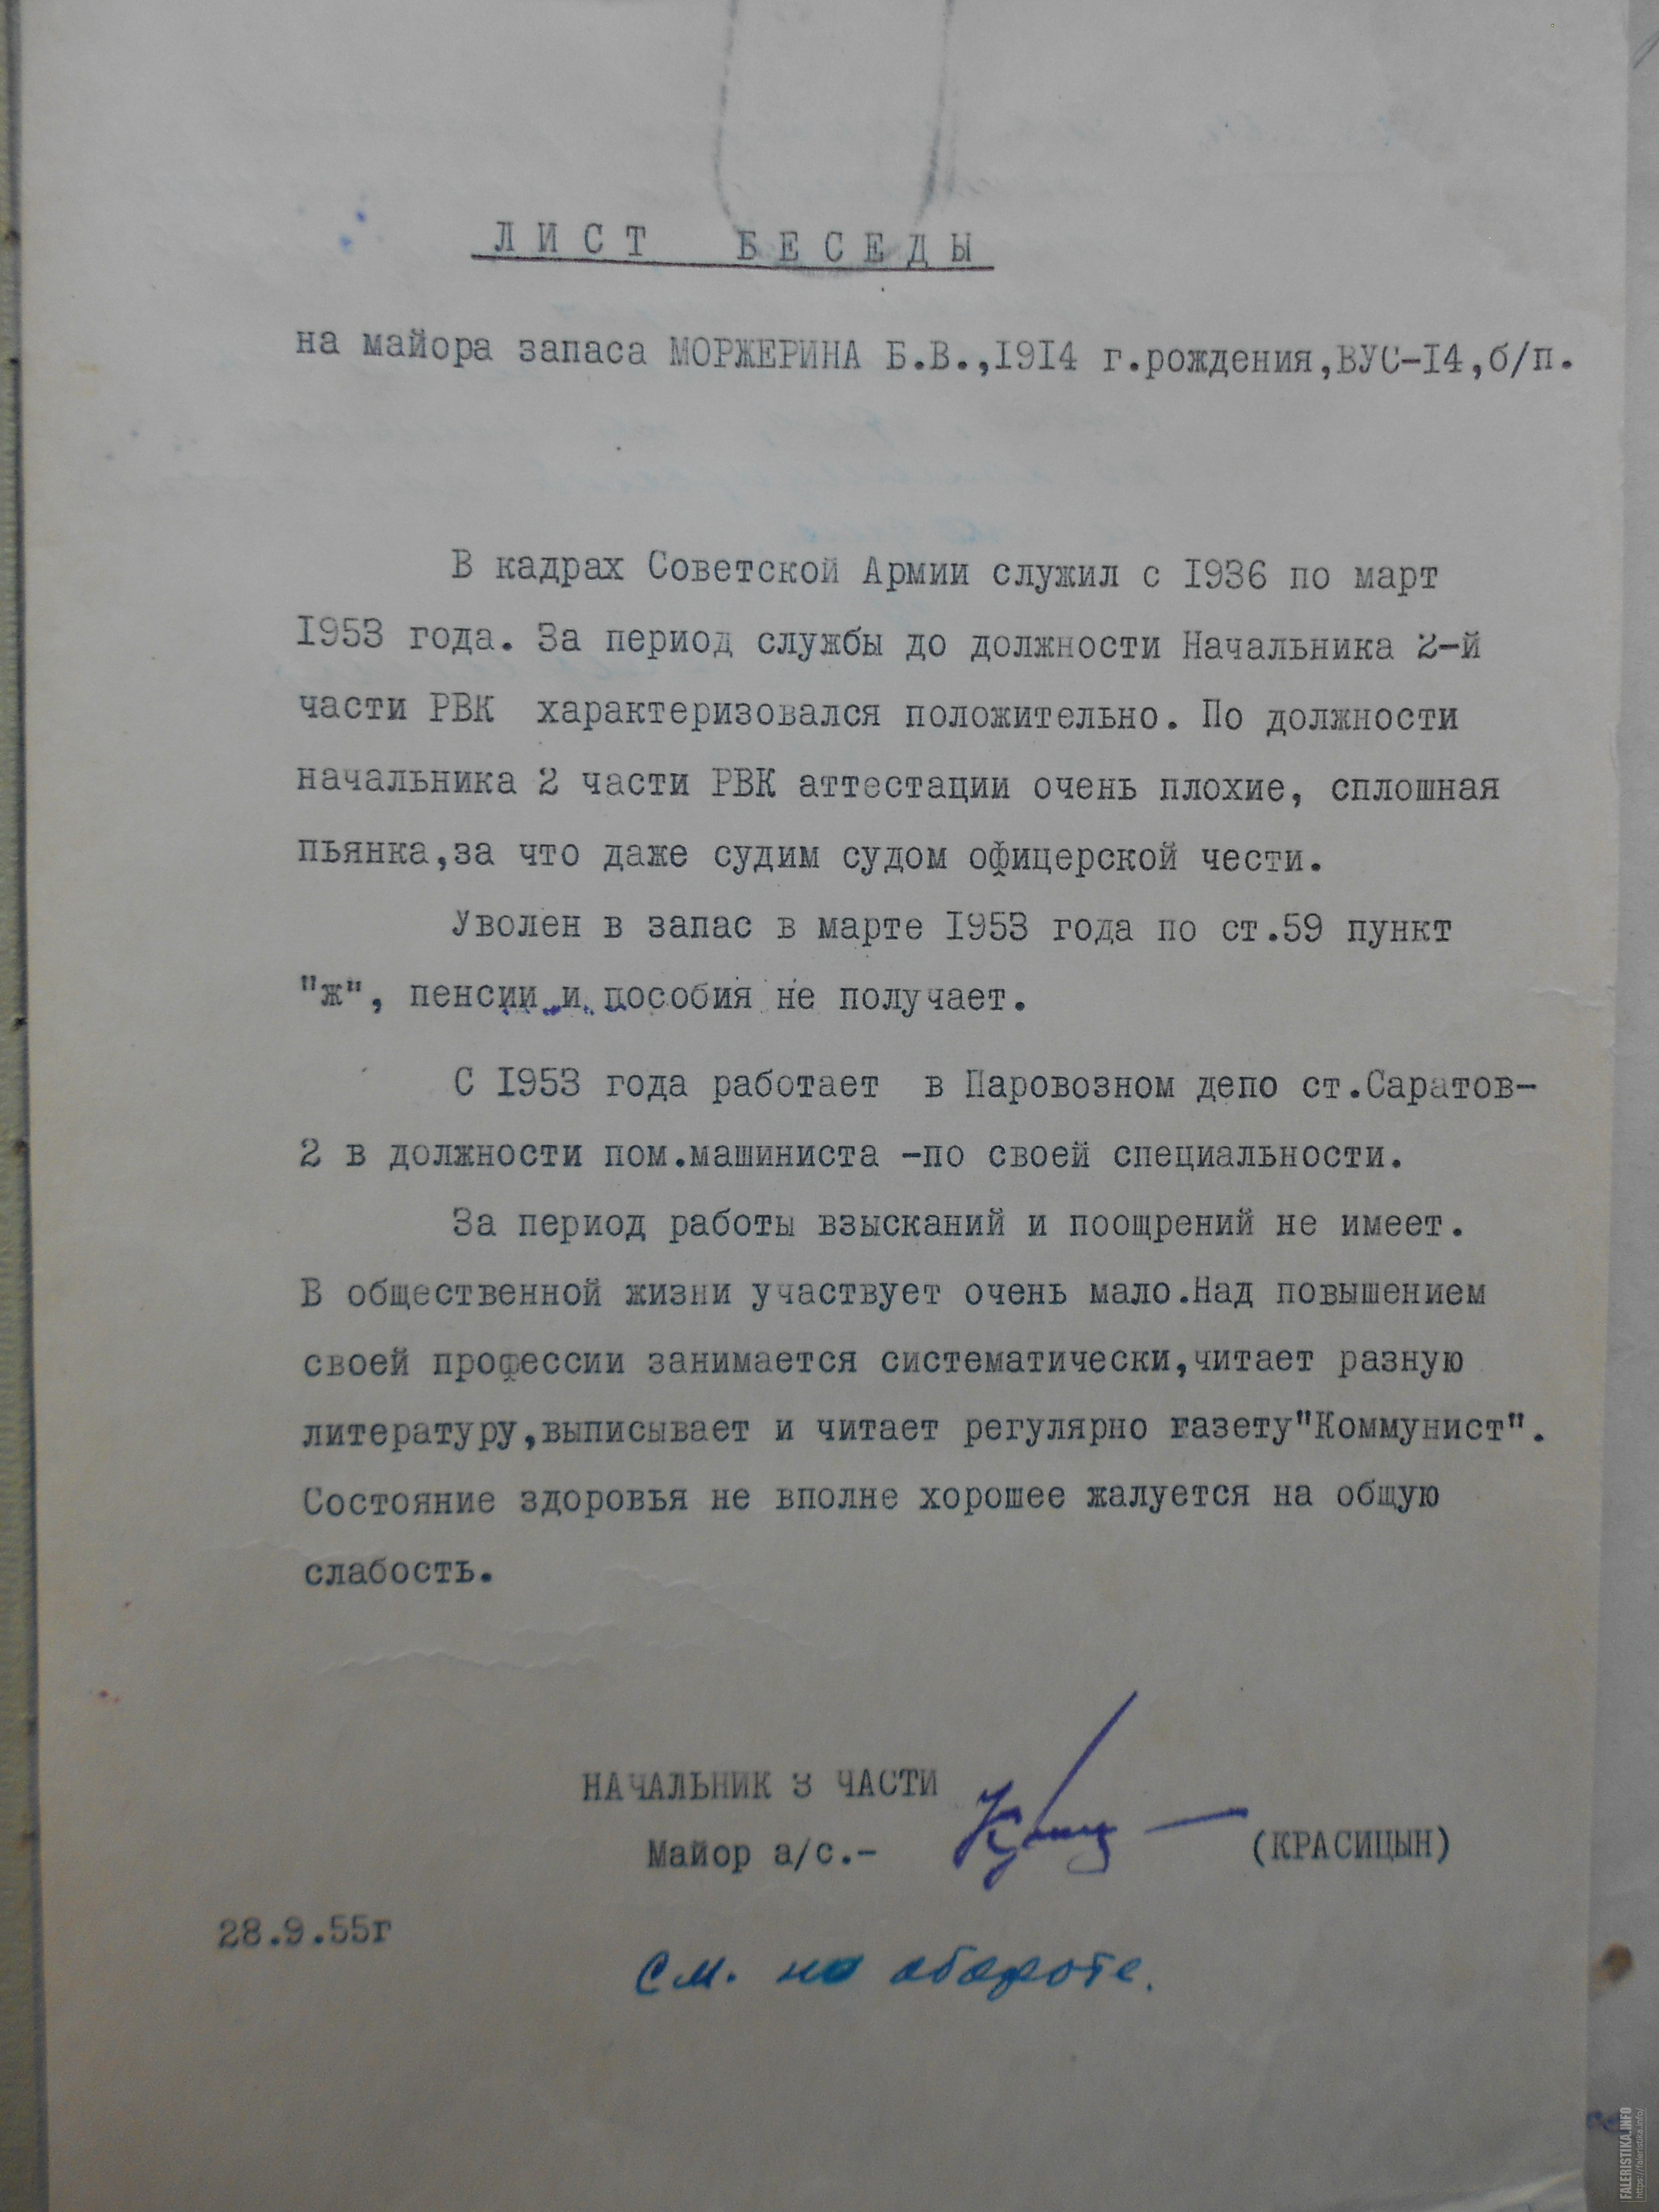 ЛИСТ БЕСЕДЫ
на майора запаса МОРЖЕРИНА Б.В.,1914 г.рождения,ВУС-14,б/п.
В кадрах Советской Армии служил с 1936 по март
1953 года. За период службы до должности Начальника 2-й
части РВК характеризовался положительно. По должности
начальника 2 части РВК аттестации очень плохие, сплошная
пьянка,за что даже судим судом офицерской чести.
Уволен в запас в марте 1953 года по ст.59 пункт
"ж", пенсии и пособия не получает.
С 1953 года работает в Паровозном депо ст.Саратов-
2 в должности пом.машиниста -по своей специальности.
За период работы взысканий и поощрений не имеет.
В общественной жизни участвует очень мало.Над повышением
своей профессии занимается систематически,читает разную
литературу,выписывает и читает регулярно газету"Коммунист".
Состояние здоровья не вполне хорошее жалуется на общую
слабость.
НАЧАЛЬНИК 3 ЧАСТИ
Майор а/с.- (КРАСИЦЫН)
28.9.55г
См. на обороте.
FALERISTIKA.INFO
https://faleristika.info/